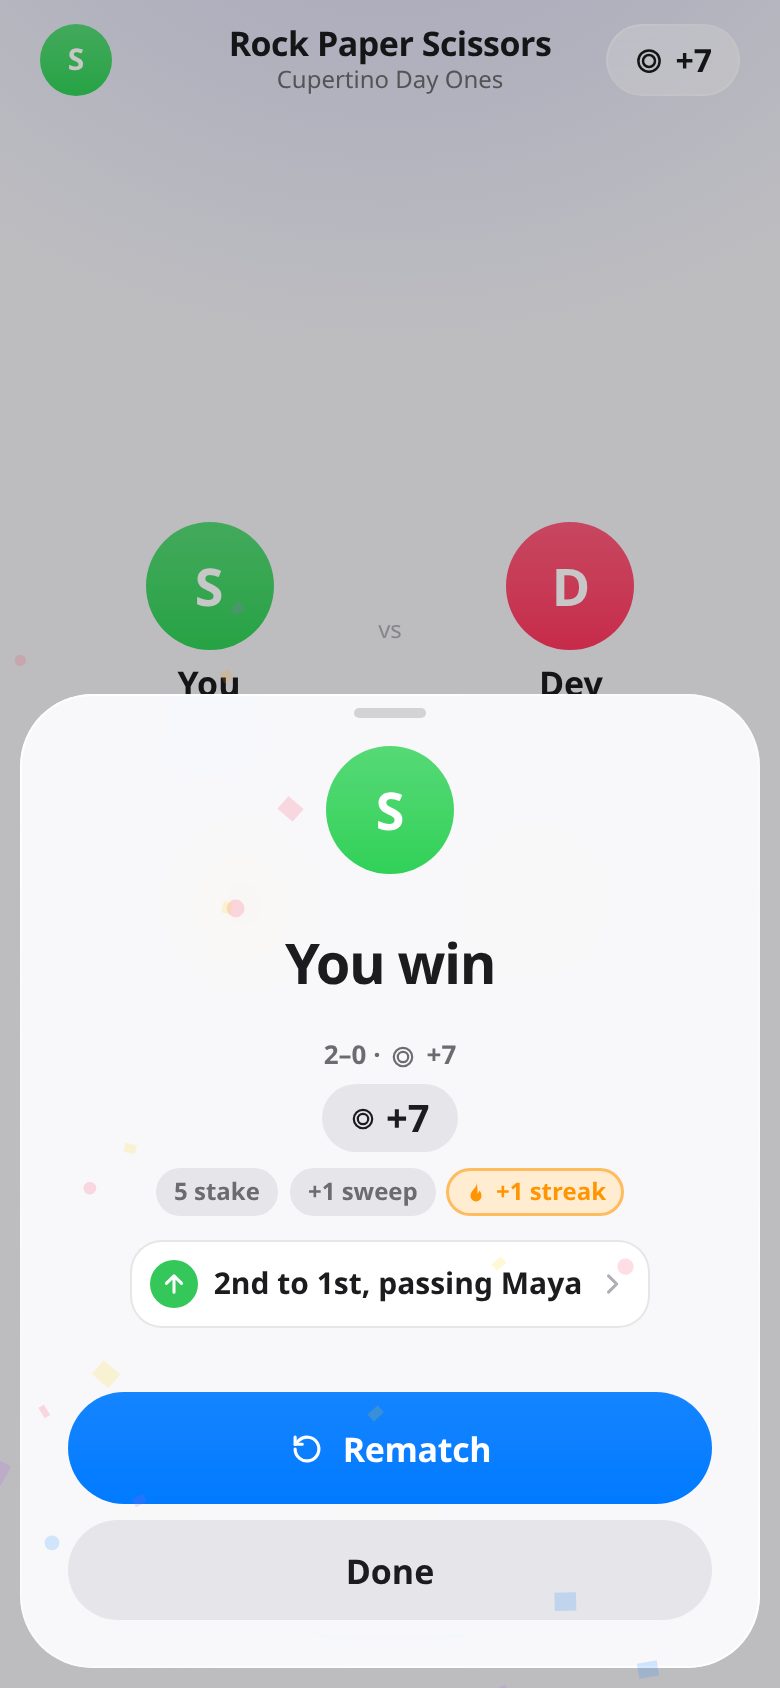 S
Rock Paper Scissors
Cupertino Day Ones
+7
S
D
vs
You
Dev
S
You win
2–0 · +7
+7
5 stake
+1 sweep
+1 streak
2nd to 1st, passing Maya
Rematch
Done